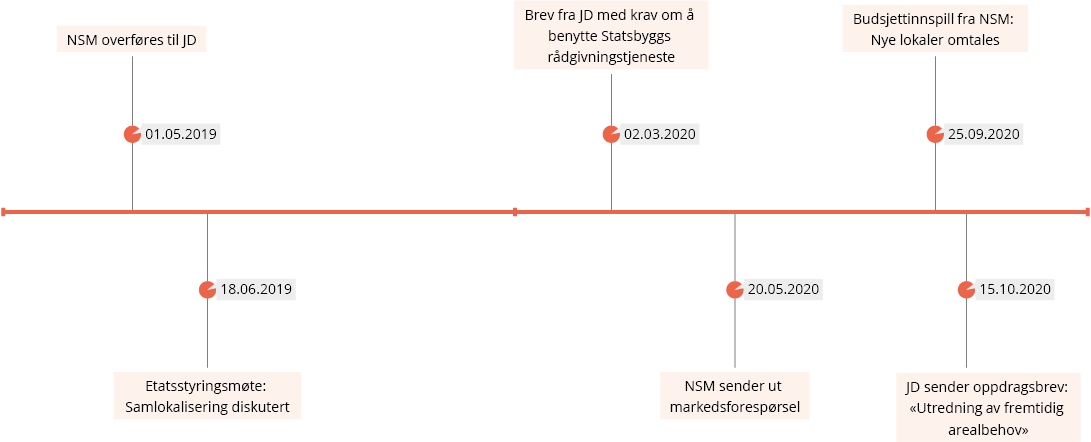 NSM overføres til JD
01.05.2019
Etatsstyringsmøte:
Samlokalisering diskutert
18.06.2019
Brev fra JD med krav om å
benytte Statsbyggs
rådgivningstjeneste
02.03.2020
NSM sender ut
markedsforespørsel
20.05.2020
Budsjettinnspill fra NSM:
Nye lokaler omtales
25.09.2020
JD sender oppdragsbrev:
«Utredning av fremtidig
arealbehov»
15.10.2020